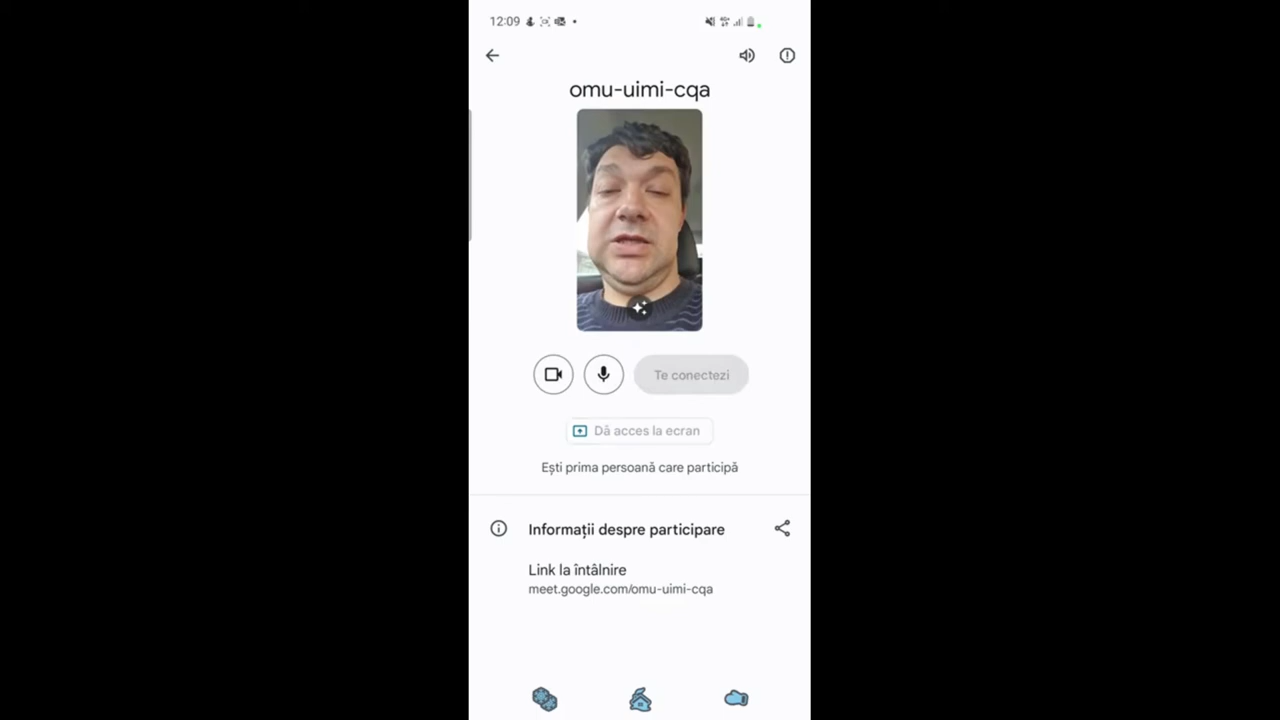 12:09
omu-uimi-cqa
Te conectezi
Dă acces la ecran
Ești prima persoană care participă
Informații despre participare
Link la întâlnire
meet.google.com/omu-uimi-cqa